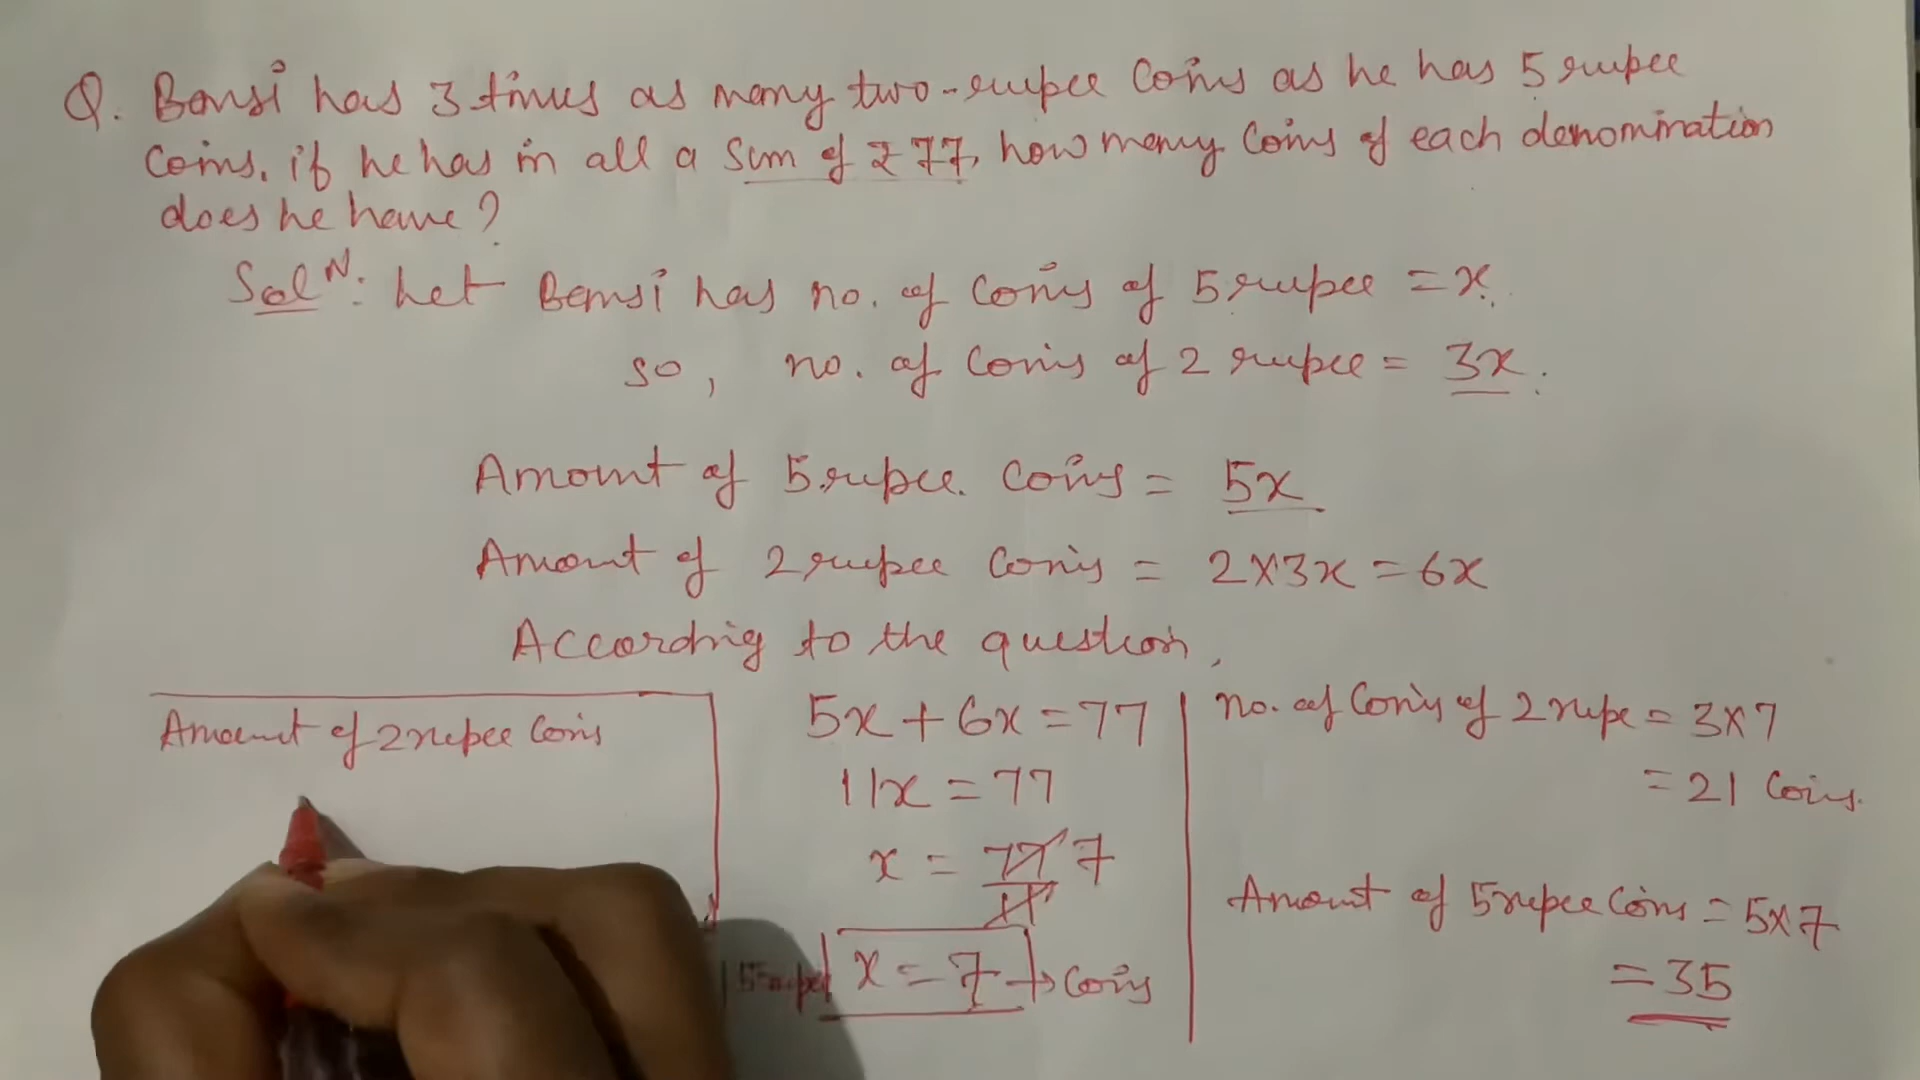 Q. Bansi has 3 times as many two-rupee coins as he has 5 rupee
coins. if he has in all a sum of ₹ 77, how many coins of each denomination
does he have?
Solᴺ: Let Bansi has no. of coins of 5 rupee = x.
so, no. of coins of 2 rupee = 3x.
Amount of 5 rupee coins = 5x
Amount of 2 rupee coins = 2×3x = 6x
According to the question,
5x + 6x = 77
11x = 77
x = 77/11 7
5 rupee x = 7 → coins
no. of coins of 2 rupe = 3×7
= 21 coins.
Amount of 5 rupee coins = 5×7
= 35
Amount of 2 rupee coins